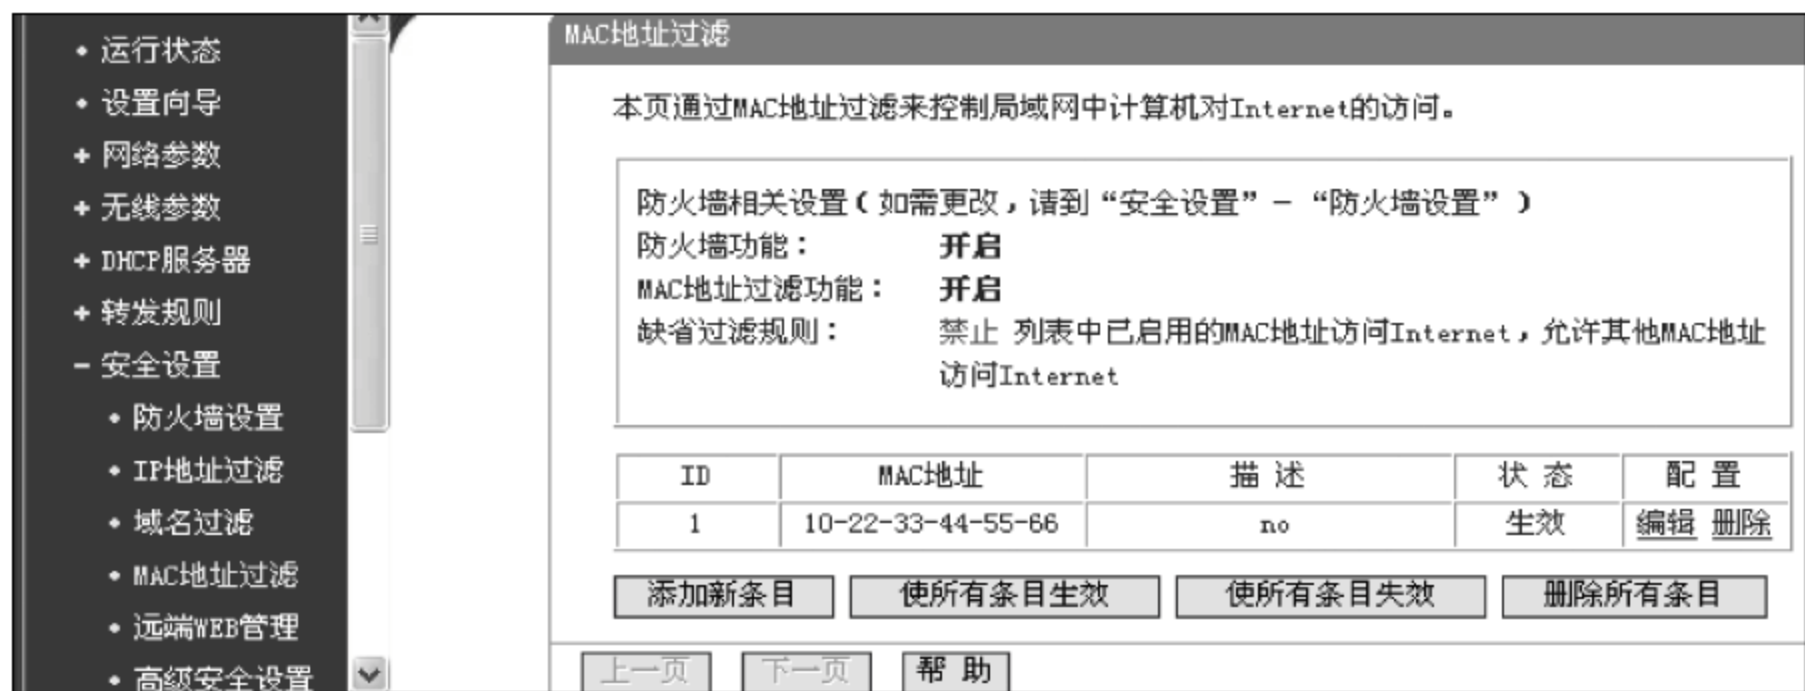 • 运行状态
• 设置向导
+ 网络参数
+ 无线参数
+ DHCP服务器
+ 转发规则
− 安全设置
• 防火墙设置
• IP地址过滤
• 域名过滤
• MAC地址过滤
• 远端WEB管理
• 高级安全设置
MAC地址过滤
本页通过MAC地址过滤来控制局域网中计算机对Internet的访问。
防火墙相关设置(如需更改,请到“安全设置”-“防火墙设置”)
防火墙功能: 开启
MAC地址过滤功能: 开启
缺省过滤规则: 禁止 列表中已启用的MAC地址访问Internet,允许其他MAC地址
访问Internet
ID MAC地址 描 述 状 态 配 置
1 10-22-33-44-55-66 no 生效 编辑 删除
添加新条目 使所有条目生效 使所有条目失效 删除所有条目
上一页 下一页 帮 助